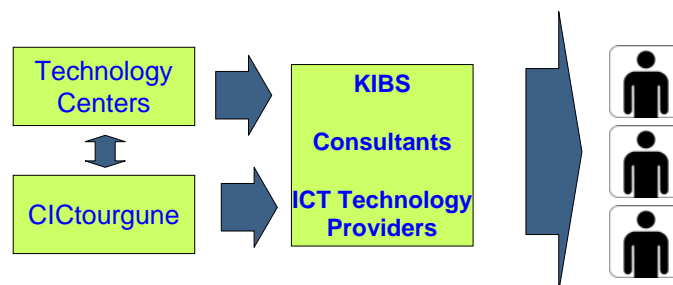 Technology
Centers
CICtourgune
KIBS
Consultants
ICT Technology
Providers